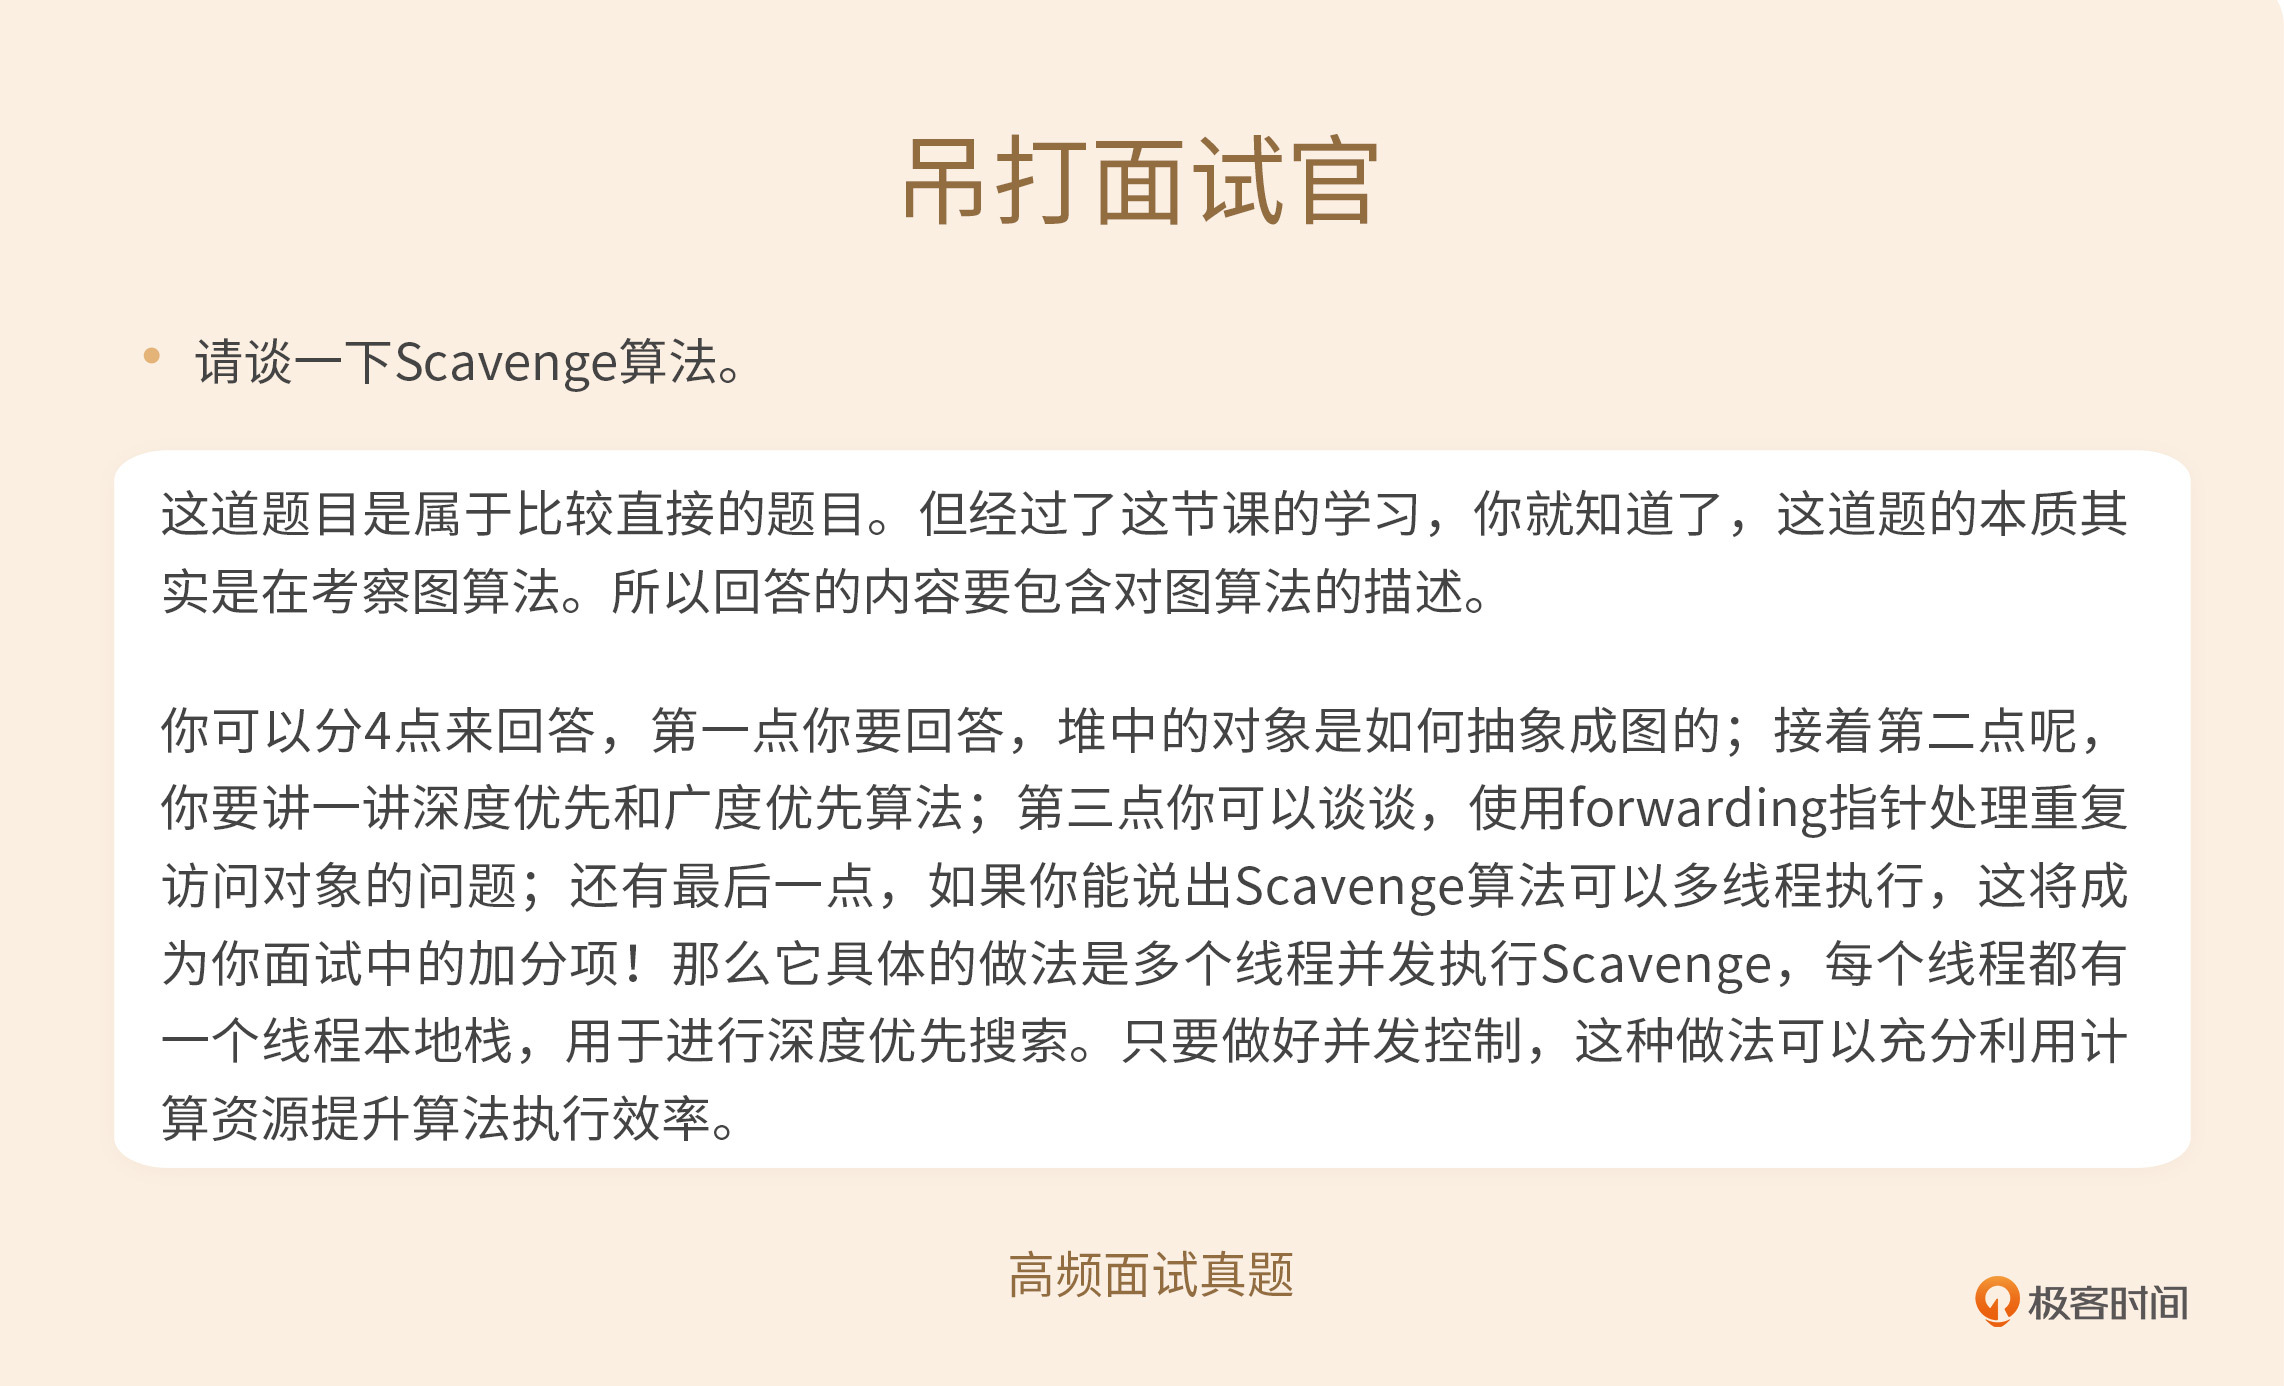 吊打面试官
请谈一下Scavenge算法。
这道题目是属于比较直接的题目。但经过了这节课的学习，你就知道了，这道题的本质其
实是在考察图算法。所以回答的内容要包含对图算法的描述。
你可以分4点来回答，第一点你要回答，堆中的对象是如何抽象成图的；接着第二点呢，
你要讲一讲深度优先和广度优先算法；第三点你可以谈谈，使用forwarding指针处理重复
访问对象的问题；还有最后一点，如果你能说出Scavenge算法可以多线程执行，这将成
为你面试中的加分项！那么它具体的做法是多个线程并发执行Scavenge，每个线程都有
一个线程本地栈，用于进行深度优先搜索。只要做好并发控制，这种做法可以充分利用计
算资源提升算法执行效率。
高频面试真题
极客时间